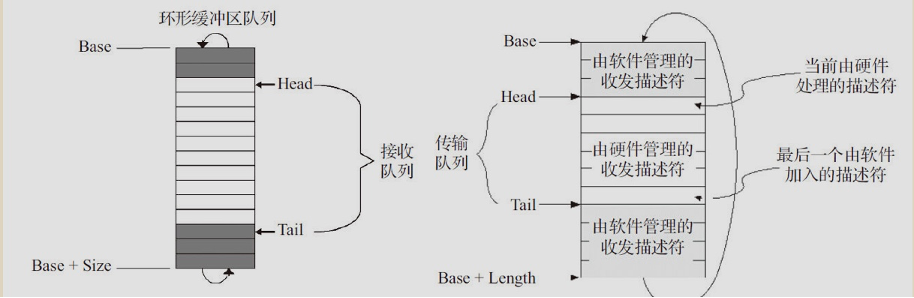 环形缓冲区队列
Base
Head
接收
队列
Tail
Base + Size
Base
由软件管理的
收发描述符
当前由硬件
处理的描述符
Head
传输
队列
由硬件管理的
收发描述符
最后一个由软件
加入的描述符
Tail
由软件管理的
收发描述符
Base + Length